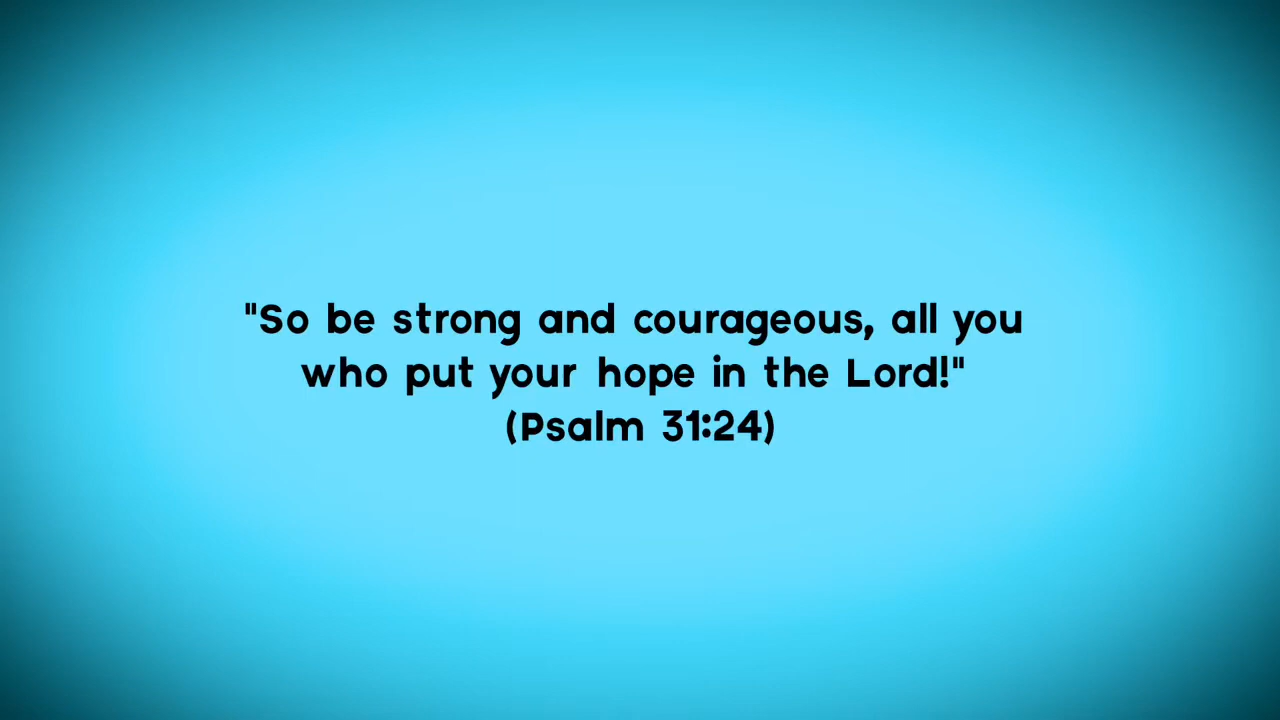 "So be strong and courageous, all you
who put your hope in the Lord!"
(Psalm 31:24)